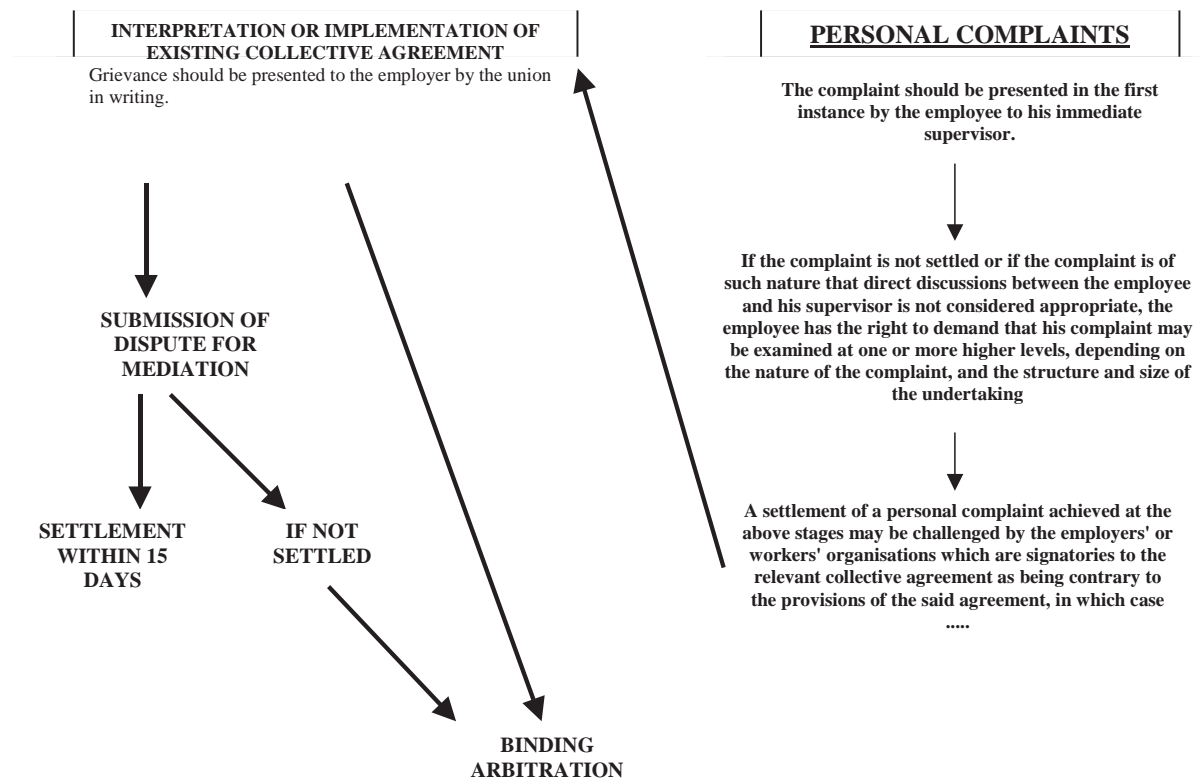 INTERPRETATION OR IMPLEMENTATION OF
EXISTING COLLECTIVE AGREEMENT
Grievance should be presented to the employer by the union
in writing.
SUBMISSION OF
DISPUTE FOR
MEDIATION
SETTLEMENT
WITHIN 15
DAYS
IF NOT
SETTLED
BINDING
ARBITRATION
PERSONAL COMPLAINTS
The complaint should be presented in the first
instance by the employee to his immediate
supervisor.
If the complaint is not settled or if the complaint is of
such nature that direct discussions between the employee
and his supervisor is not considered appropriate, the
employee has the right to demand that his complaint may
be examined at one or more higher levels, depending on
the nature of the complaint, and the structure and size of
the undertaking
A settlement of a personal complaint achieved at the
above stages may be challenged by the employers' or
workers' organisations which are signatories to the
relevant collective agreement as being contrary to
the provisions of the said agreement, in which case
.....